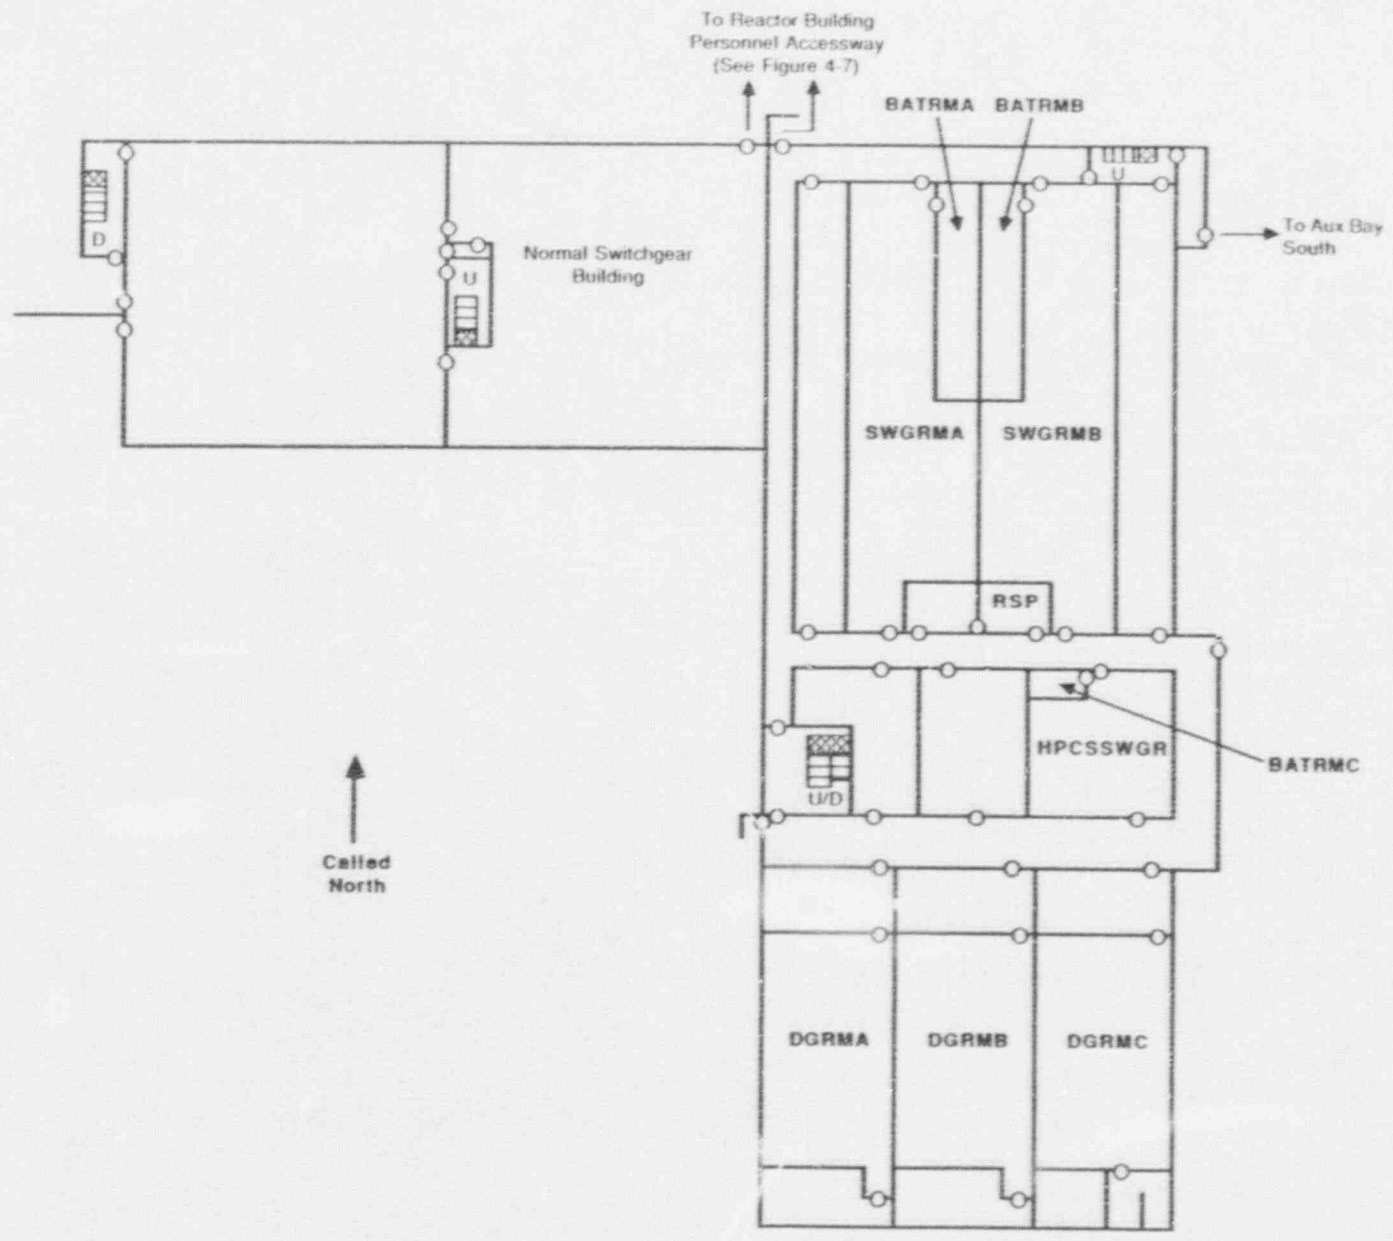 To Reactor Building
Personnel Accessway
(See Figure 4-7)
BATRMA BATRMB
U
To Aux Bay
South
D
Normal Switchgear
Building
U
SWGRMA SWGRMB
RSP
HPCSSWGR
BATRMC
U/D
Called
North
DGRMA DGRMB DGRMC